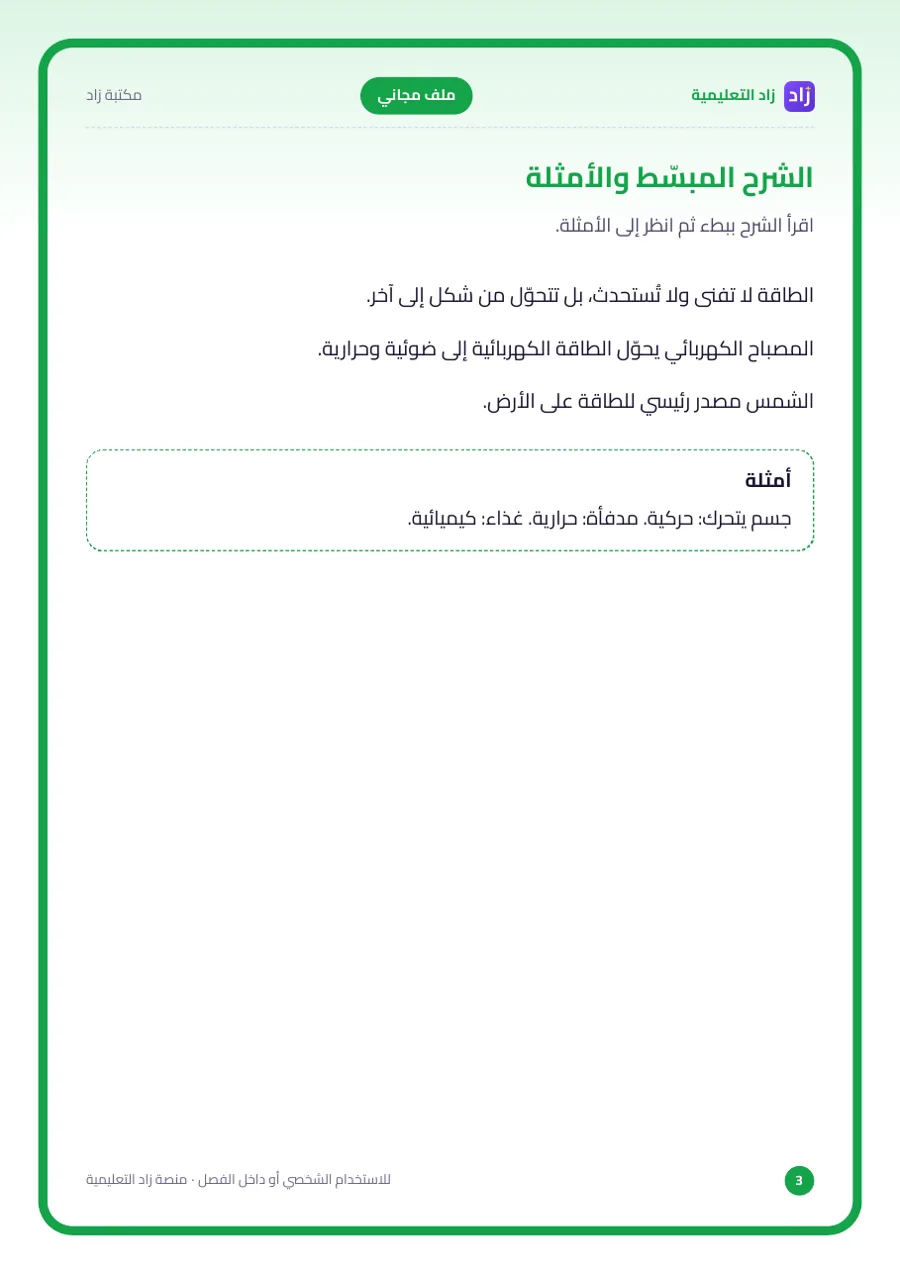 زاد
زاد التعليمية
ملف مجاني
مكتبة زاد
الشرح المبسّط والأمثلة
اقرأ الشرح ببطء ثم انظر إلى الأمثلة.
الطاقة لا تفنى ولا تُستحدث، بل تتحوّل من شكل إلى آخر.
المصباح الكهربائي يحوّل الطاقة الكهربائية إلى ضوئية وحرارية.
الشمس مصدر رئيسي للطاقة على الأرض.
أمثلة
جسم يتحرك: حركية. مدفأة: حرارية. غذاء: كيميائية.
3
للاستخدام الشخصي أو داخل الفصل · منصة زاد التعليمية